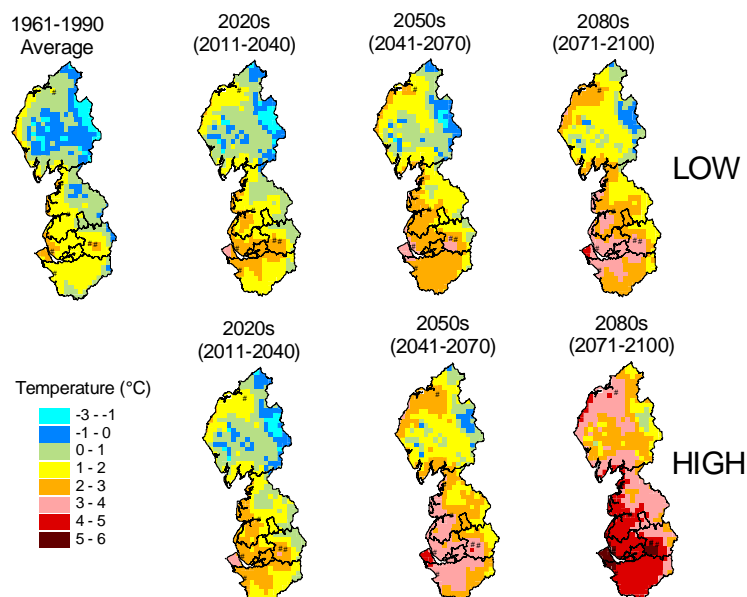 1961-1990
Average
2020s
(2011-2040)
2050s
(2041-2070)
2080s
(2071-2100)
LOW
2020s
(2011-2040)
2050s
(2041-2070)
2080s
(2071-2100)
HIGH
Temperature (°C)
-3 - -1
-1 - 0
0 - 1
1 - 2
2 - 3
3 - 4
4 - 5
5 - 6